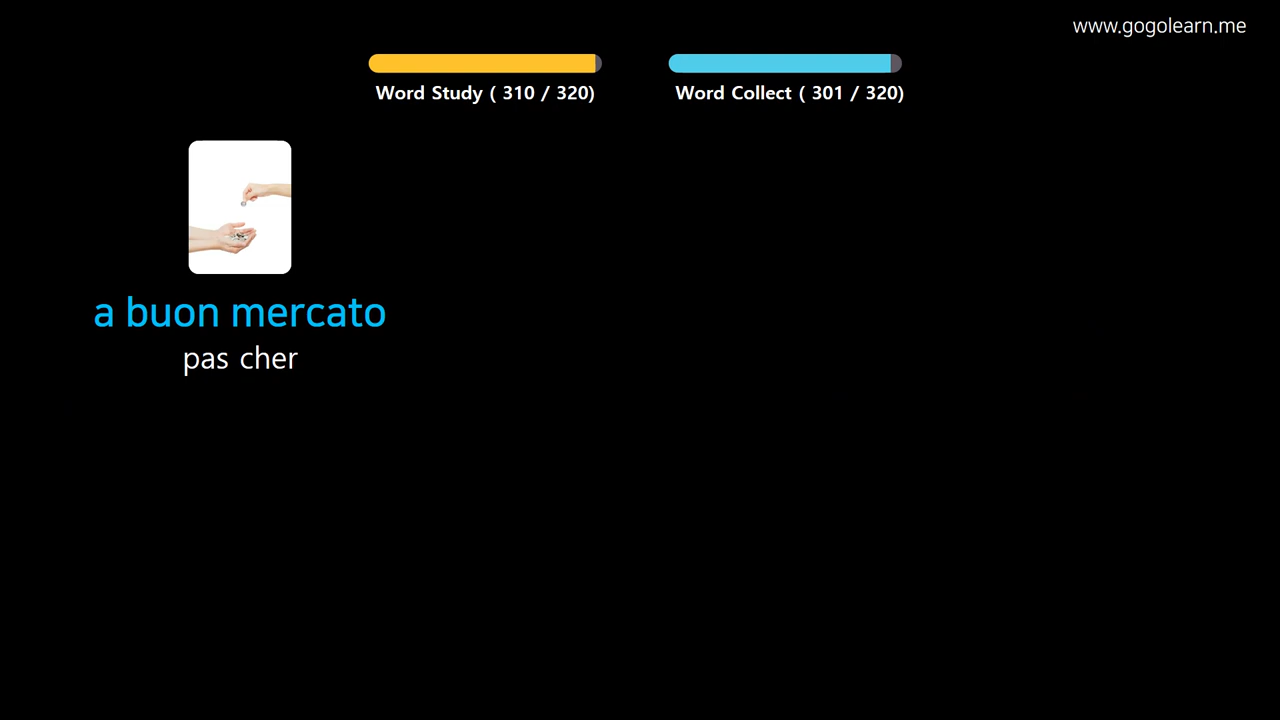 www.gogolearn.me
Word Study ( 310 / 320)
Word Collect ( 301 / 320)
a buon mercato
pas cher